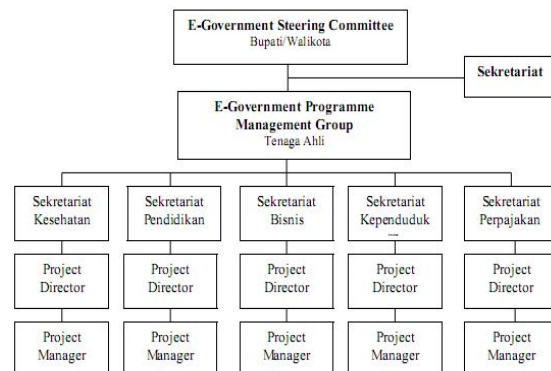 E-Government Steering Committee
Bupati/Walikota
Sekretariat
E-Government Programme
Management Group
Tenaga Ahli
Sekretariat
Kesehatan
Sekretariat
Pendidikan
Sekretariat
Bisnis
Sekretariat
Kependuduk
Sekretariat
Perpajakan
Project
Director
Project
Director
Project
Director
Project
Director
Project
Director
Project
Manager
Project
Manager
Project
Manager
Project
Manager
Project
Manager